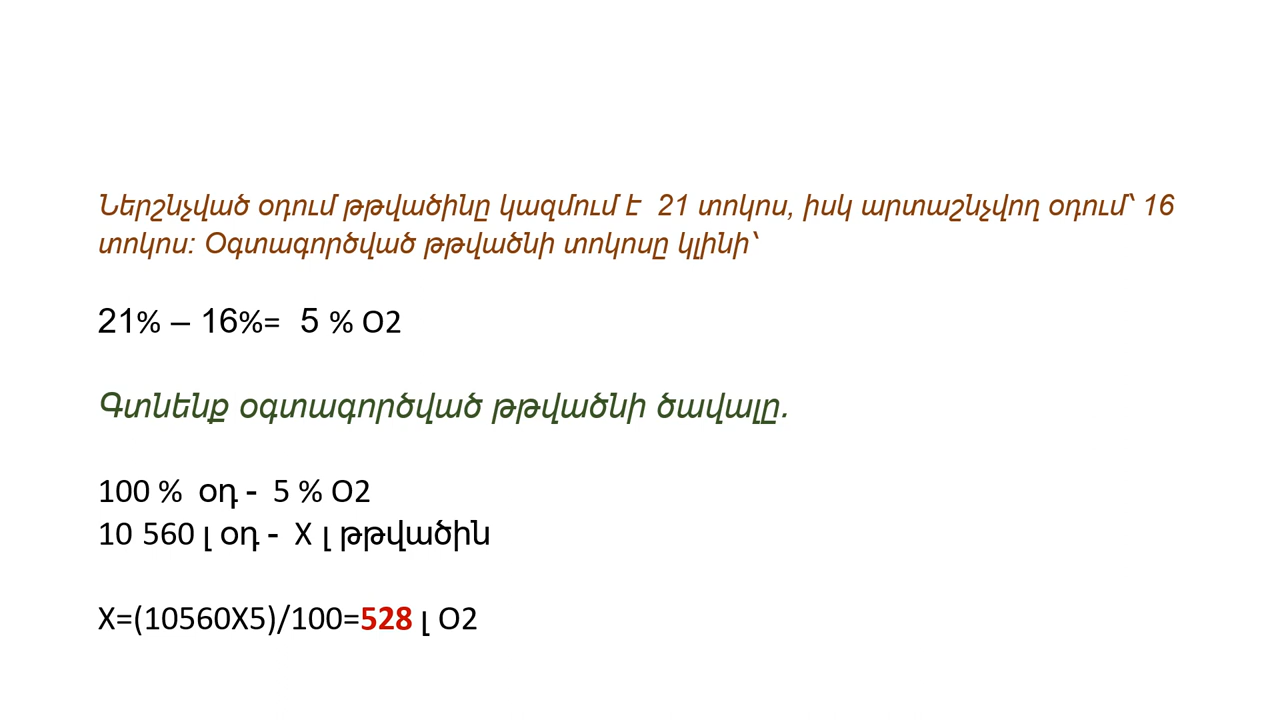 Ներշնչված օդում թթվածինը կազմում է  21 տոկոս, իսկ արտաշնչվող օդում՝ 16
տոկոս: Օգտագործված թթվածնի տոկոսը կլինի՝
21% – 16%=  5 % O2
Գտնենք օգտագործված թթվածնի ծավալը.
100 %  օդ -  5 % O2
10 560 լ օդ -  X լ թթվածին
X=(10560X5)/100=528 լ O2